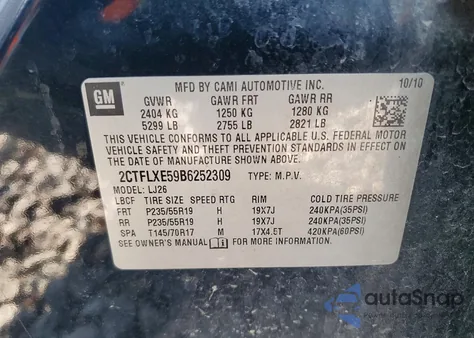 GM
MFD BY CAMI AUTOMOTIVE INC. 10/10
GVWR GAWR FRT GAWR RR
2404 KG 1250 KG 1280 KG
5299 LB 2755 LB 2821 LB
THIS VEHICLE CONFORMS TO ALL APPLICABLE U.S. FEDERAL MOTOR
VEHICLE SAFETY AND THEFT PREVENTION STANDARDS IN EFFECT ON
THE DATE OF MANUFACTURE SHOWN ABOVE.
2CTFLXE59B6252309 TYPE: M.P.V.
MODEL: LJ26
LBCF TIRE SIZE SPEED RTG RIM COLD TIRE PRESSURE
FRT P235/55R19 H 19X7J 240KPA(35PSI)
RR P235/55R19 H 19X7J 240KPA(35PSI)
SPA T145/70R17 M 17X4.5T 420KPA(60PSI)
SEE OWNER'S MANUAL FOR MORE INFORMATION.
autoSnap